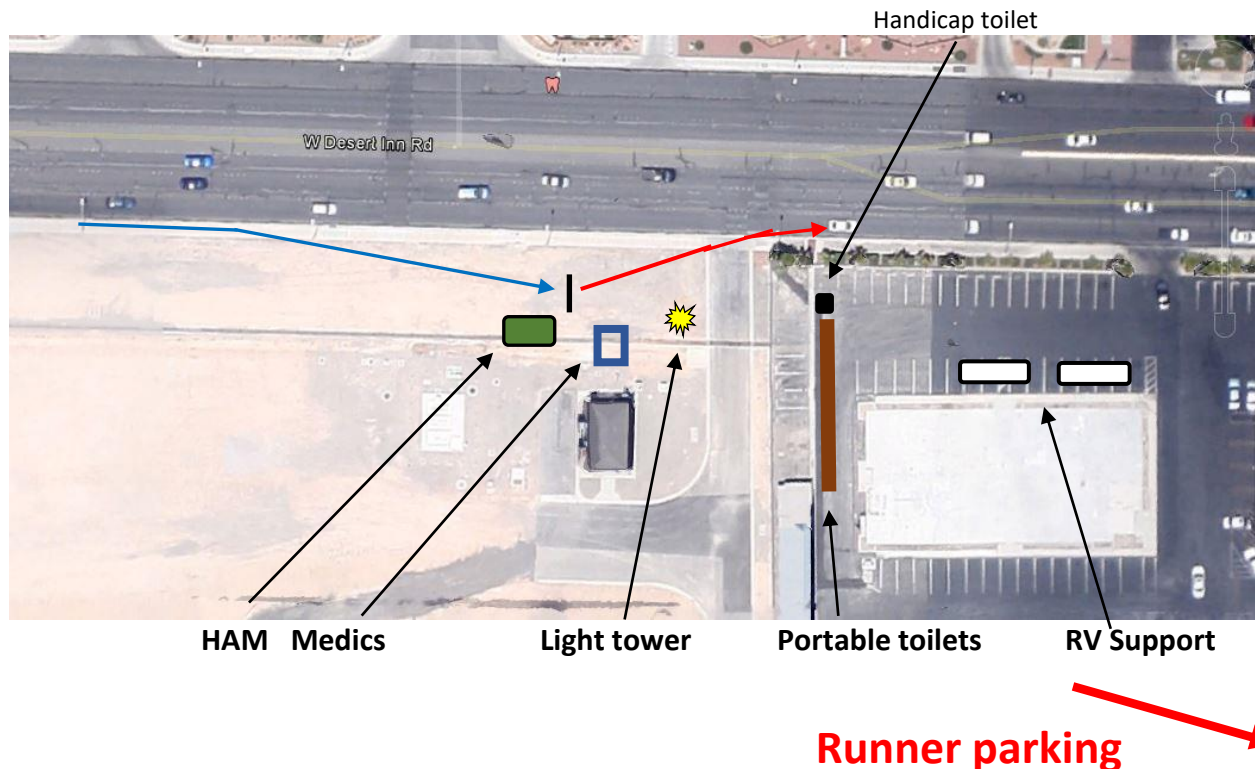 Handicap toilet
W Desert Inn Rd
HAM Medics Light tower Portable toilets RV Support
Runner parking